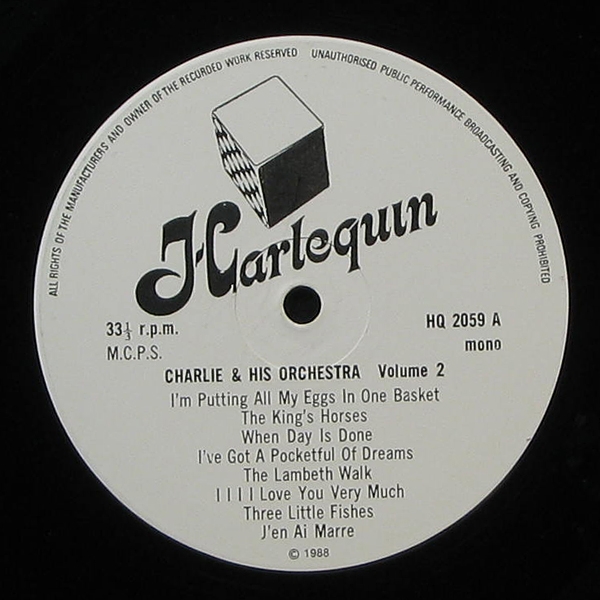 ALL RIGHTS OF THE MANUFACTURERS AND OWNER OF THE RECORDED WORK RESERVED UNAUTHORISED PUBLIC PERFORMANCE BROADCASTING AND COPYING PROHIBITED
Harlequin
33⅓ r.p.m.
M.C.P.S.
HQ 2059 A
mono
CHARLIE & HIS ORCHESTRA Volume 2
I'm Putting All My Eggs In One Basket
The King's Horses
When Day Is Done
I've Got A Pocketful Of Dreams
The Lambeth Walk
I I I I Love You Very Much
Three Little Fishes
J'en Ai Marre
© 1988